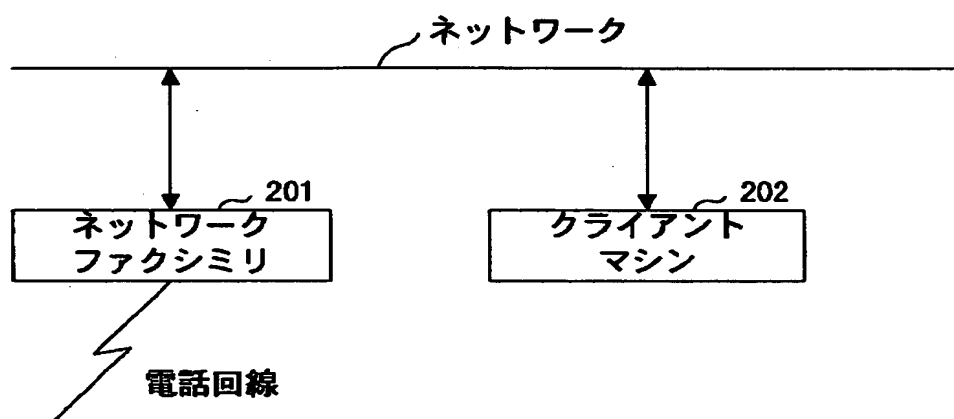 ネットワーク
201
ネットワーク
ファクシミリ
202
クライアント
マシン
電話回線